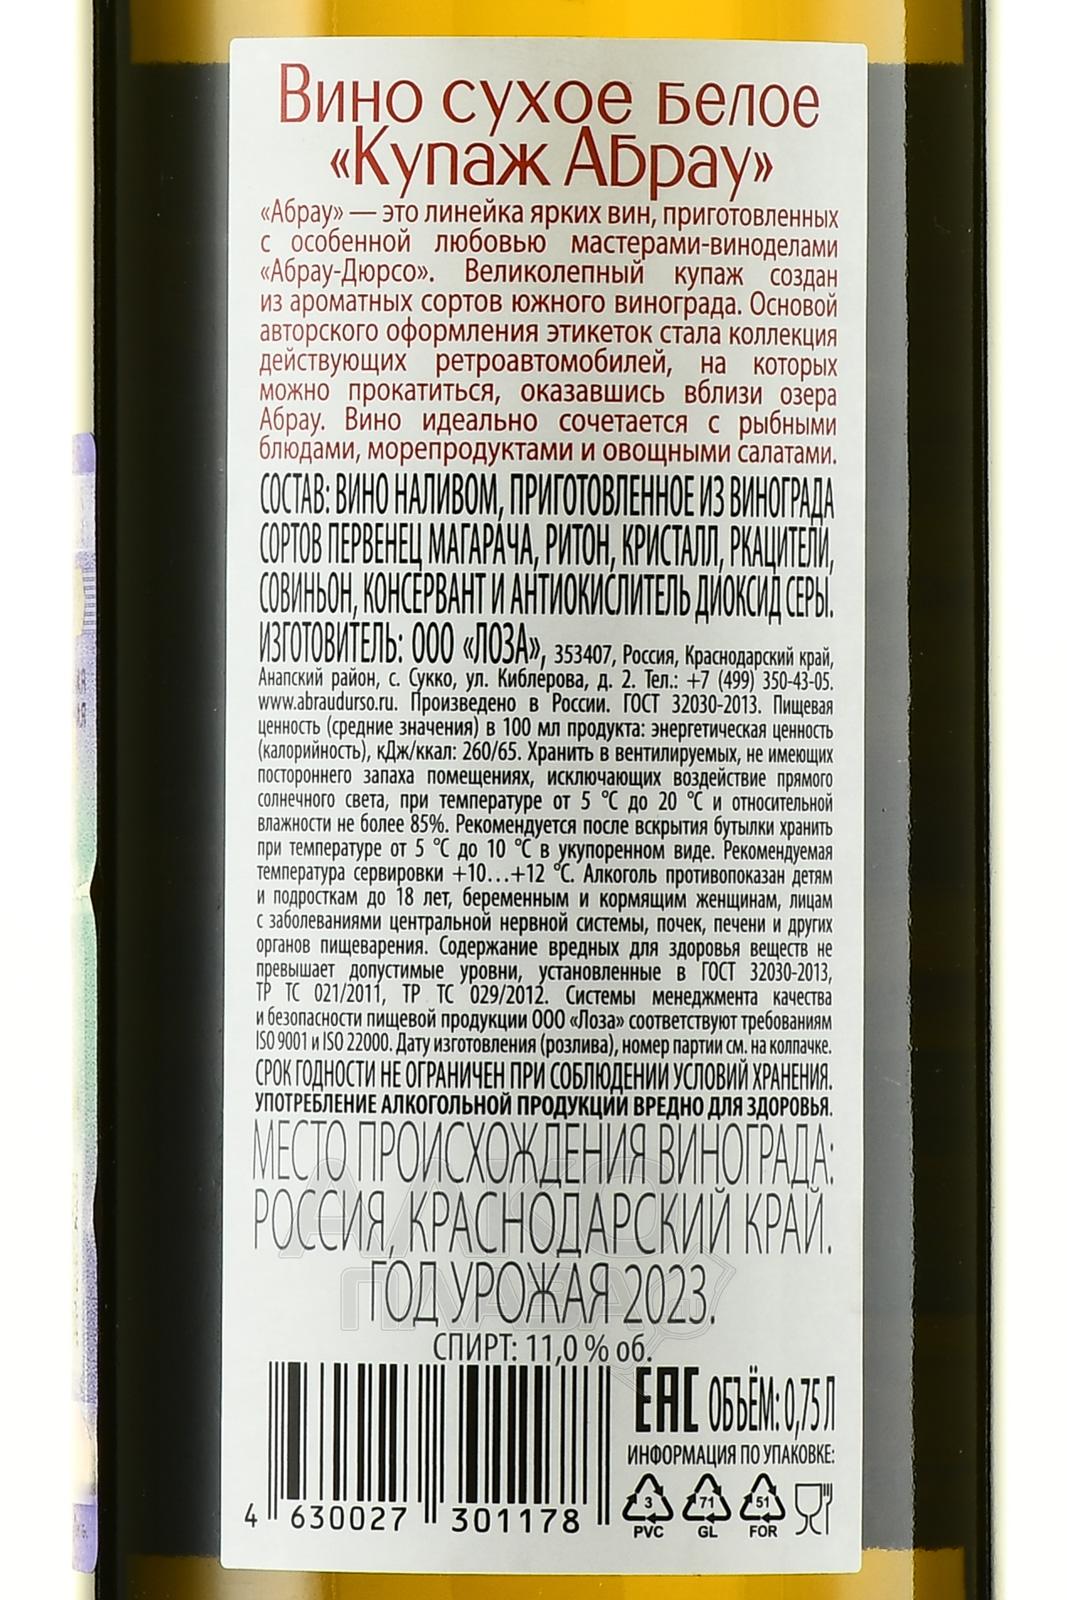 Вино сухое белое
«Купаж Абрау»
«Абрау» — это линейка ярких вин, приготовленных
с особенной любовью мастерами-виноделами
«Абрау-Дюрсо». Великолепный купаж создан
из ароматных сортов южного винограда. Основой
авторского оформления этикеток стала коллекция
действующих ретроавтомобилей, на которых
можно прокатиться, оказавшись вблизи озера
Абрау. Вино идеально сочетается с рыбными
блюдами, морепродуктами и овощными салатами.
СОСТАВ: ВИНО НАЛИВОМ, ПРИГОТОВЛЕННОЕ ИЗ ВИНОГРАДА
СОРТОВ ПЕРВЕНЕЦ МАГАРАЧА, РИТОН, КРИСТАЛЛ, РКАЦИТЕЛИ,
СОВИНЬОН, КОНСЕРВАНТ И АНТИОКИСЛИТЕЛЬ ДИОКСИД СЕРЫ.
ИЗГОТОВИТЕЛЬ: ООО «ЛОЗА», 353407, Россия, Краснодарский край,
Анапский район, с. Сукко, ул. Киблерова, д. 2. Тел.: +7 (499) 350-43-05.
www.abraudurso.ru. Произведено в России. ГОСТ 32030-2013. Пищевая
ценность (средние значения) в 100 мл продукта: энергетическая ценность
(калорийность), кДж/ккал: 260/65. Хранить в вентилируемых, не имеющих
постороннего запаха помещениях, исключающих воздействие прямого
солнечного света, при температуре от 5 °С до 20 °С и относительной
влажности не более 85%. Рекомендуется после вскрытия бутылки хранить
при температуре от 5 °С до 10 °С в укупоренном виде. Рекомендуемая
температура сервировки +10...+12 °С. Алкоголь противопоказан детям
и подросткам до 18 лет, беременным и кормящим женщинам, лицам
с заболеваниями центральной нервной системы, почек, печени и других
органов пищеварения. Содержание вредных для здоровья веществ не
превышает допустимые уровни, установленные в ГОСТ 32030-2013,
ТР ТС 021/2011, ТР ТС 029/2012. Системы менеджмента качества
и безопасности пищевой продукции ООО «Лоза» соответствуют требованиям
ISO 9001 и ISO 22000. Дату изготовления (розлива), номер партии см. на колпачке.
СРОК ГОДНОСТИ НЕ ОГРАНИЧЕН ПРИ СОБЛЮДЕНИИ УСЛОВИЙ ХРАНЕНИЯ.
УПОТРЕБЛЕНИЕ АЛКОГОЛЬНОЙ ПРОДУКЦИИ ВРЕДНО ДЛЯ ЗДОРОВЬЯ.
МЕСТО ПРОИСХОЖДЕНИЯ ВИНОГРАДА:
РОССИЯ, КРАСНОДАРСКИЙ КРАЙ.
ГОД УРОЖАЯ 2023.
СПИРТ: 11,0 % об.
ЕАС ОБЪЁМ: 0,75 Л
ИНФОРМАЦИЯ ПО УПАКОВКЕ:
3 71 51
PVC GL FOR
4 630027 301178